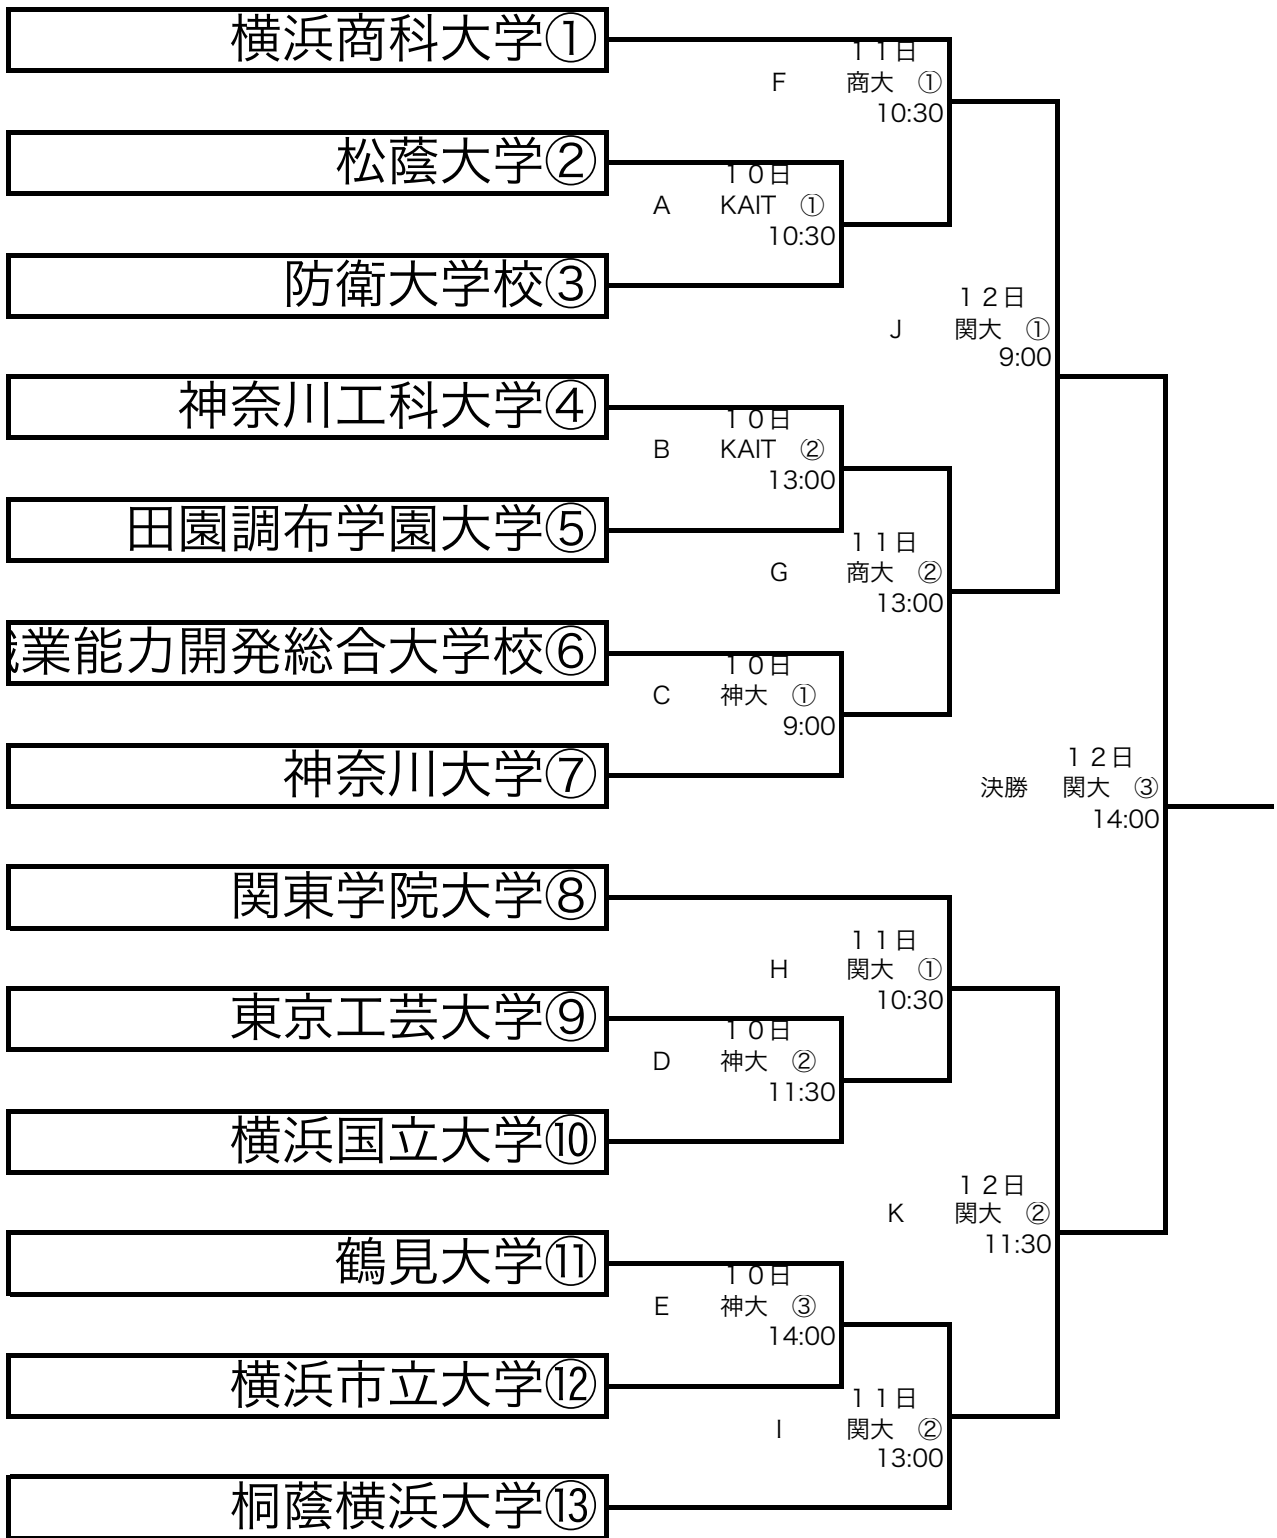 横浜商科大学①
１１日
F 商大 ①
10:30
松蔭大学②
１０日
A KAIT ①
10:30
防衛大学校③
１２日
J 関大 ①
9:00
神奈川工科大学④
１０日
B KAIT ②
13:00
田園調布学園大学⑤
１１日
G 商大 ②
13:00
業能力開発総合大学校⑥
１０日
C 神大 ①
9:00
神奈川大学⑦
１２日
決勝 関大 ③
14:00
関東学院大学⑧
１１日
H 関大 ①
10:30
東京工芸大学⑨
１０日
D 神大 ②
11:30
横浜国立大学⑩
１２日
K 関大 ②
11:30
鶴見大学⑪
１０日
E 神大 ③
14:00
横浜市立大学⑫
１１日
I 関大 ②
13:00
桐蔭横浜大学⑬